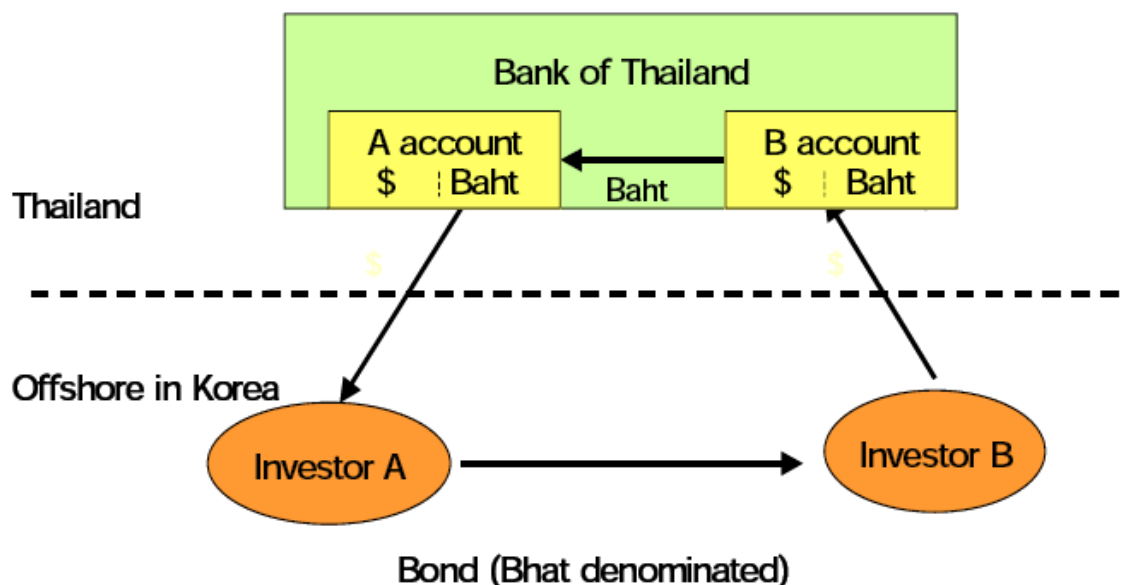 Bank of Thailand
A account
$ Baht
B account
$ Baht
Baht
Thailand
$
$
Offshore in Korea
Investor A
Investor B
Bond (Bhat denominated)